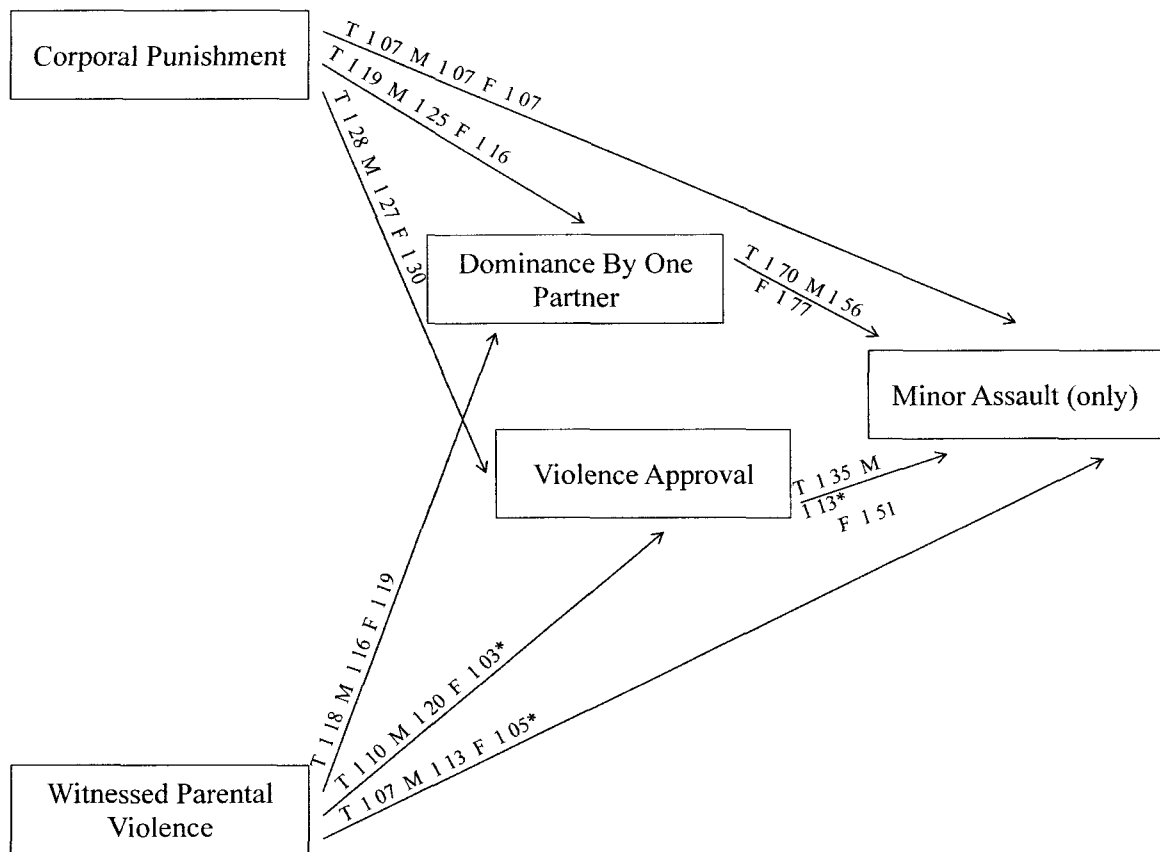 Corporal Punishment
T 1 07 M 1 07 F 1 07
T 1 19 M 1 25 F 1 16
T 1 28 M 1 27 F 1 30
Dominance By One
Partner
T 1 70 M 1 56
F 1 77
Minor Assault (only)
Violence Approval
T 1 35 M
1 13*
F 1 51
T 1 18 M 1 16 F 1 19
T 1 10 M 1 20 F 1 03*
T 1 07 M 1 13 F 1 05*
Witnessed Parental
Violence